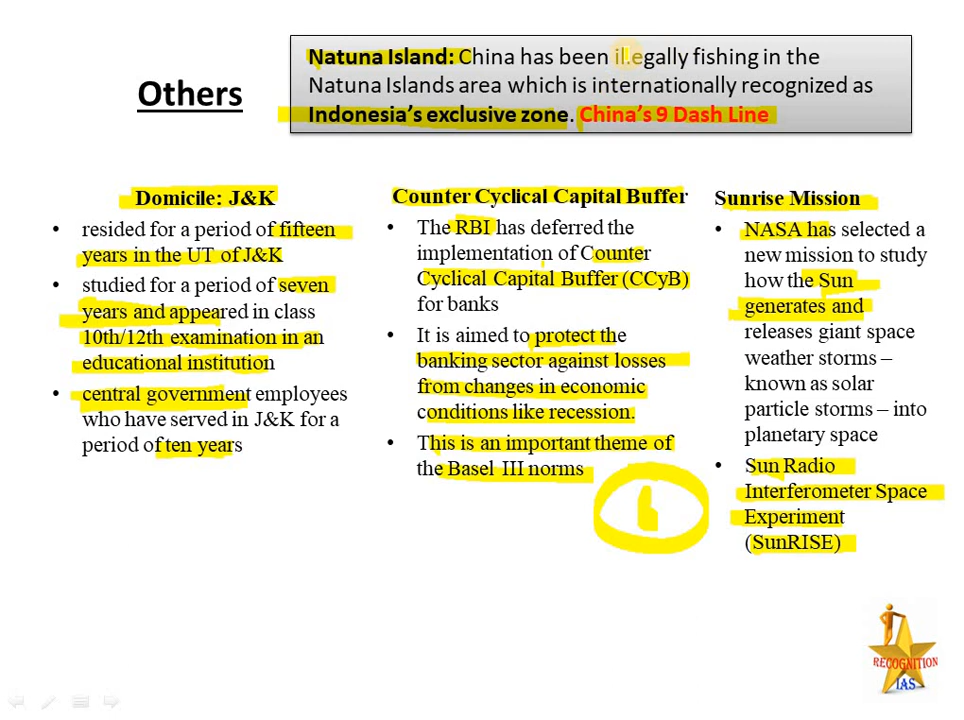 Others
Natuna Island: China has been illegally fishing in the
Natuna Islands area which is internationally recognized as
Indonesia’s exclusive zone. China’s 9 Dash Line
Domicile: J&K
• resided for a period of fifteen
years in the UT of J&K
• studied for a period of seven
years and appeared in class
10th/12th examination in an
educational institution
• central government employees
who have served in J&K for a
period of ten years
Counter Cyclical Capital Buffer
• The RBI has deferred the
implementation of Counter
Cyclical Capital Buffer (CCyB)
for banks
• It is aimed to protect the
banking sector against losses
from changes in economic
conditions like recession.
• This is an important theme of
the Basel III norms
Sunrise Mission
• NASA has selected a
new mission to study
how the Sun
generates and
releases giant space
weather storms –
known as solar
particle storms – into
planetary space
• Sun Radio
Interferometer Space
Experiment
(SunRISE)
RECOGNITION
IAS